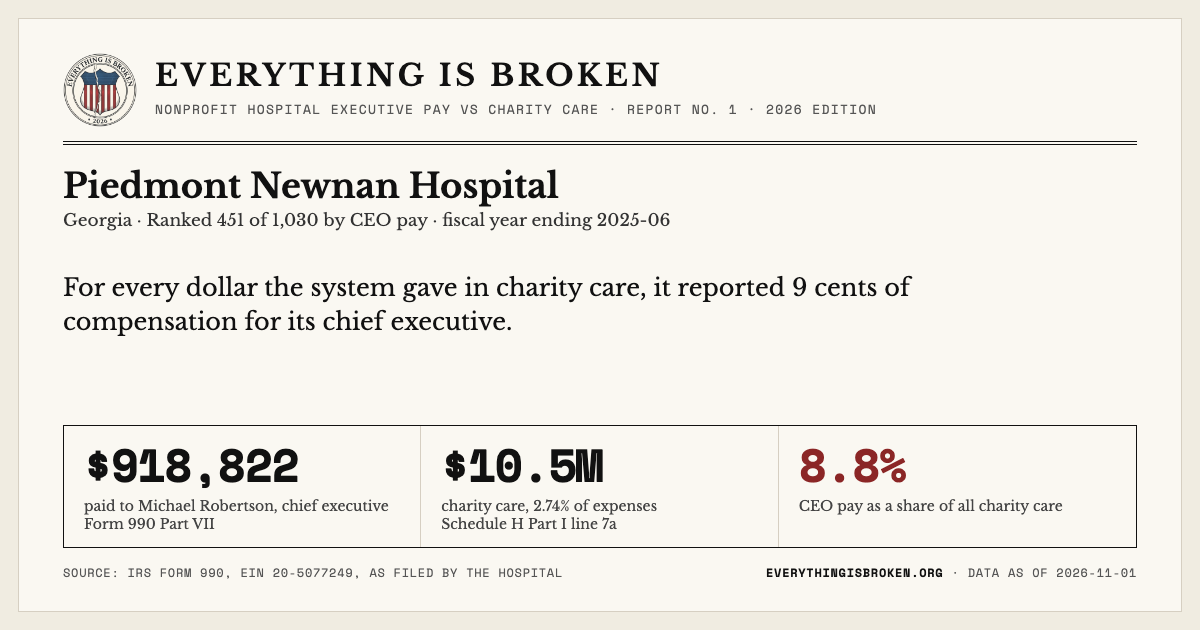 EVERYTHING IS BROKEN
2026
EVERYTHING IS BROKEN
NONPROFIT HOSPITAL EXECUTIVE PAY VS CHARITY CARE · REPORT NO. 1 · 2026 EDITION
Piedmont Newnan Hospital
Georgia · Ranked 451 of 1,030 by CEO pay · fiscal year ending 2025-06
For every dollar the system gave in charity care, it reported 9 cents of
compensation for its chief executive.
$918,822
paid to Michael Robertson, chief executive
Form 990 Part VII
$10.5M
charity care, 2.74% of expenses
Schedule H Part I line 7a
8.8%
CEO pay as a share of all charity care
SOURCE: IRS FORM 990, EIN 20-5077249, AS FILED BY THE HOSPITAL
EVERYTHINGISBROKEN.ORG · DATA AS OF 2026-11-01